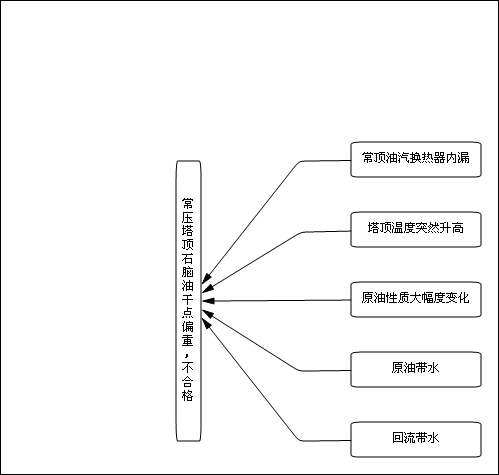 常压塔顶石脑油干点偏重，不合格
常顶油汽换热器内漏
塔顶温度突然升高
原油性质大幅度变化
原油带水
回流带水